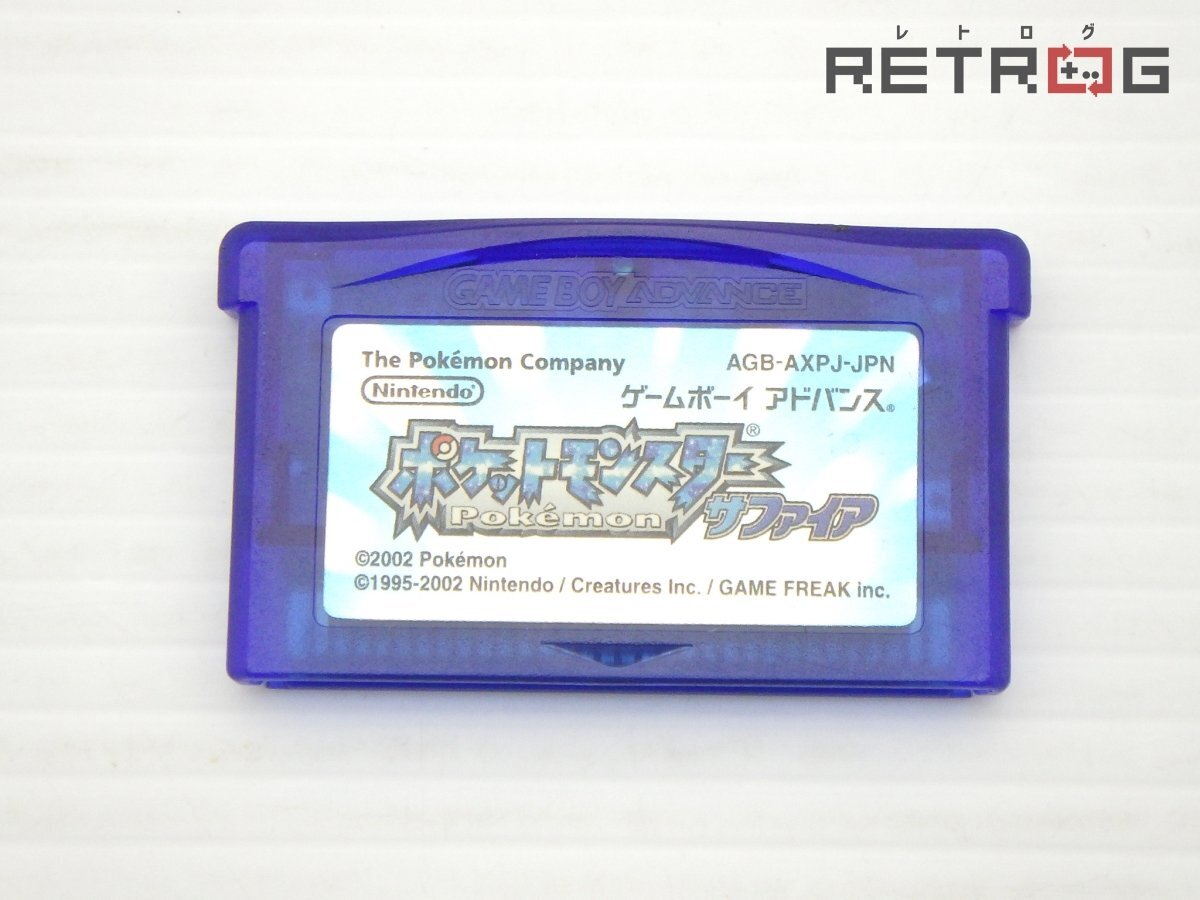 レトログ
RETROG
GAME BOY ADVANCE
The Pokémon Company AGB-AXPJ-JPN
Nintendo® ゲームボーイ アドバンス®
ポケットモンスター®
Pokémon サファイア
©2002 Pokémon
©1995-2002 Nintendo / Creatures Inc. / GAME FREAK inc.